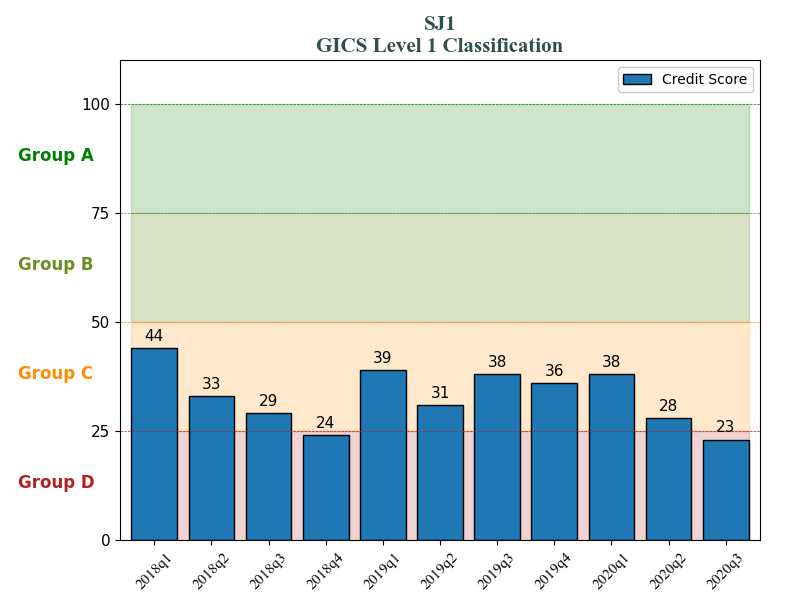 SJ1
GICS Level 1 Classification
Credit Score
100
Group A
75
Group B
50
44
39
38
38
36
Group C
33
31
29
28
25
24
23
Group D
0
2018q1
2018q2
2018q3
2018q4
2019q1
2019q2
2019q3
2019q4
2020q1
2020q2
2020q3